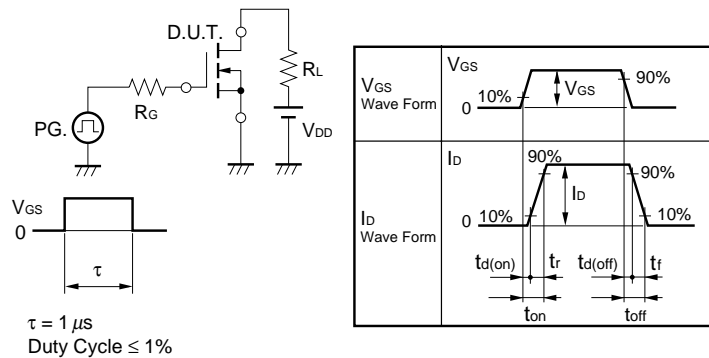 D.U.T.
RL
RG
PG.
VDD
VGS
0
τ
τ = 1 μs
Duty Cycle ≤ 1%
VGS
Wave Form
VGS
90%
VGS
10%
0
ID
Wave Form
ID
90%
90%
ID
10%
0
10%
td(on)
tr
td(off)
tf
ton
toff